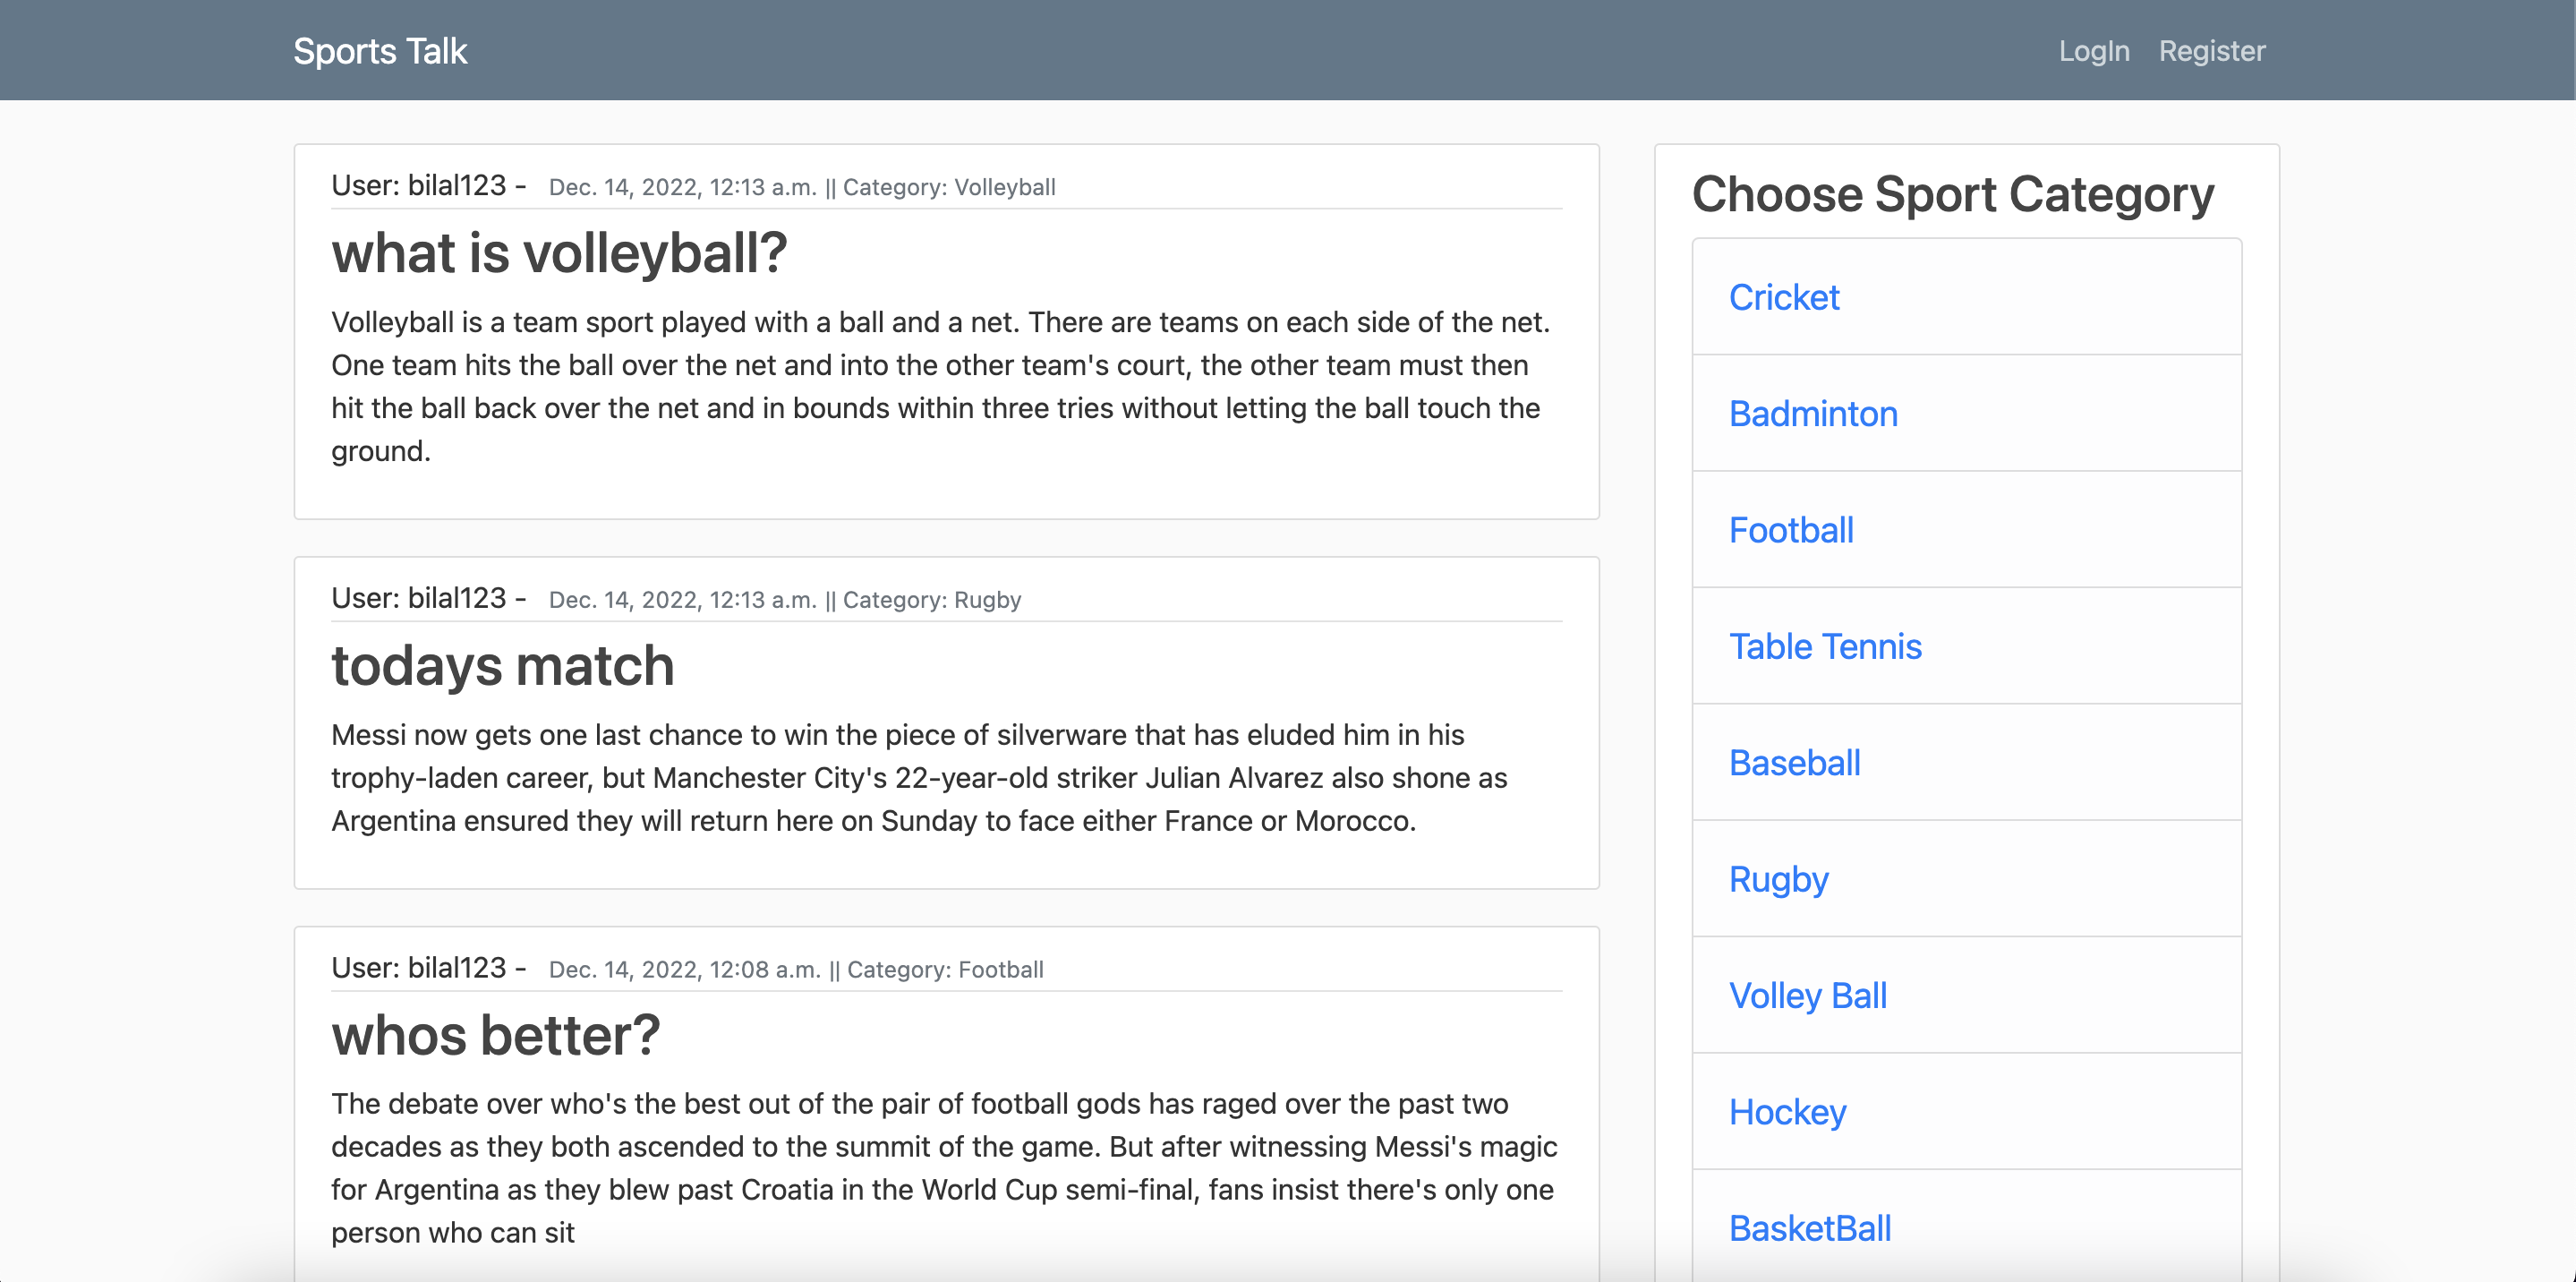 Sports Talk
LogIn Register
User: bilal123 - Dec. 14, 2022, 12:13 a.m. || Category: Volleyball
what is volleyball?
Volleyball is a team sport played with a ball and a net. There are teams on each side of the net.
One team hits the ball over the net and into the other team's court, the other team must then
hit the ball back over the net and in bounds within three tries without letting the ball touch the
ground.
User: bilal123 - Dec. 14, 2022, 12:13 a.m. || Category: Rugby
todays match
Messi now gets one last chance to win the piece of silverware that has eluded him in his
trophy-laden career, but Manchester City's 22-year-old striker Julian Alvarez also shone as
Argentina ensured they will return here on Sunday to face either France or Morocco.
User: bilal123 - Dec. 14, 2022, 12:08 a.m. || Category: Football
whos better?
The debate over who's the best out of the pair of football gods has raged over the past two
decades as they both ascended to the summit of the game. But after witnessing Messi's magic
for Argentina as they blew past Croatia in the World Cup semi-final, fans insist there's only one
person who can sit
Choose Sport Category
Cricket
Badminton
Football
Table Tennis
Baseball
Rugby
Volley Ball
Hockey
BasketBall